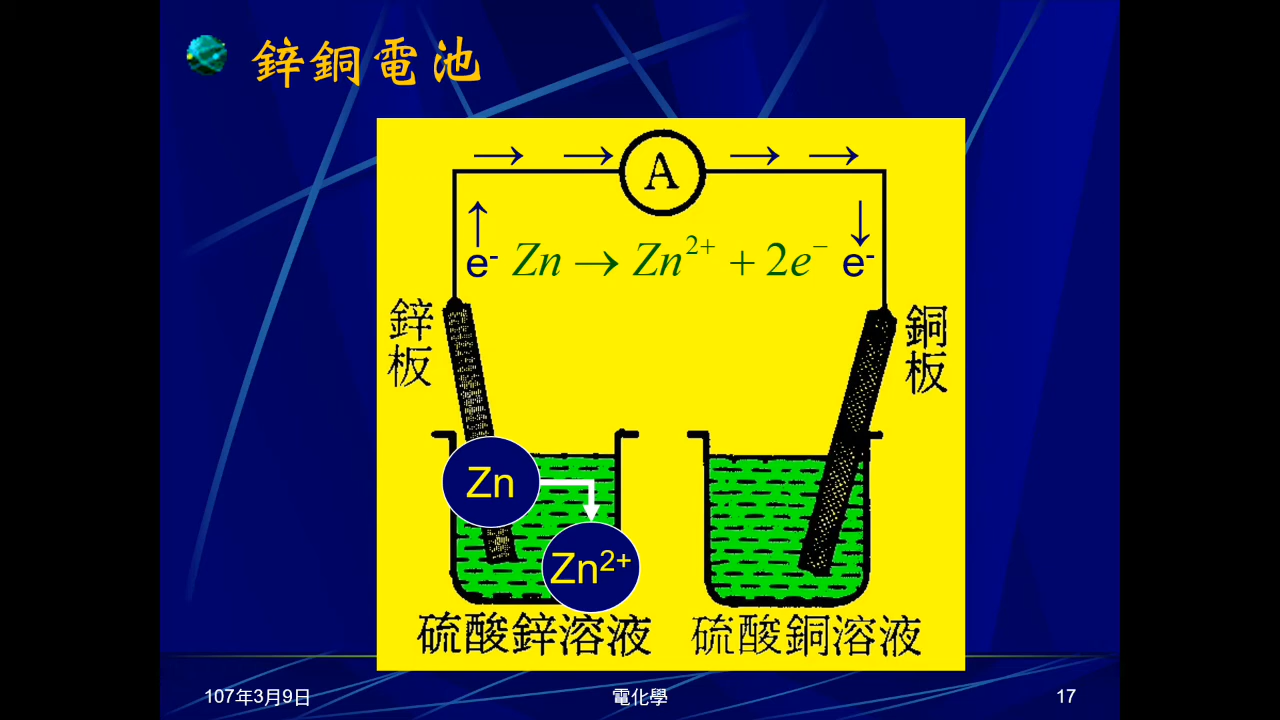 鋅銅電池
→ → A → →
↑ ↓
e- Zn → Zn²⁺ + 2e⁻ e-
鋅板
銅板
Zn
Zn2+
硫酸鋅溶液 硫酸銅溶液
107年3月9日 電化學 17